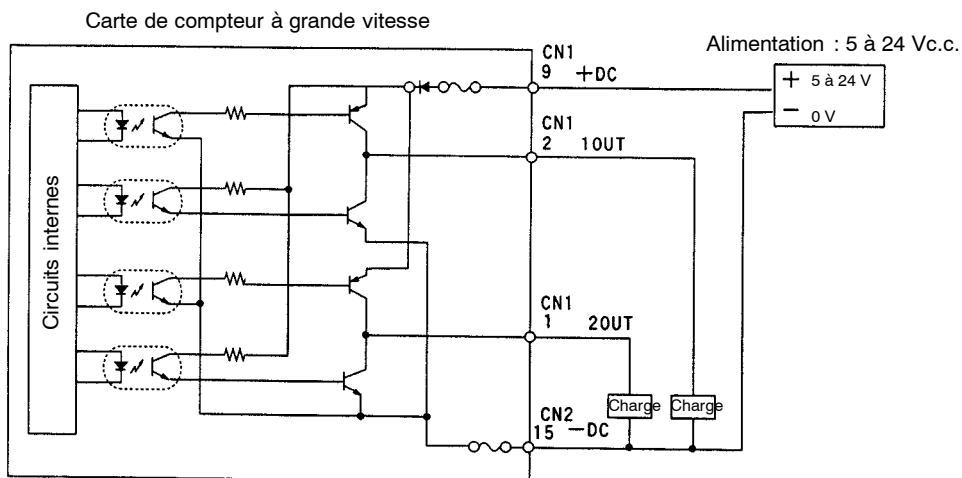 Carte de compteur à grande vitesse
Alimentation : 5 à 24 Vc.c.
CN1
9 +DC
+ 5 à 24 V
− 0 V
CN1
2 1OUT
Circuits internes
CN1
1 2OUT
Charge Charge
CN2
15 −DC